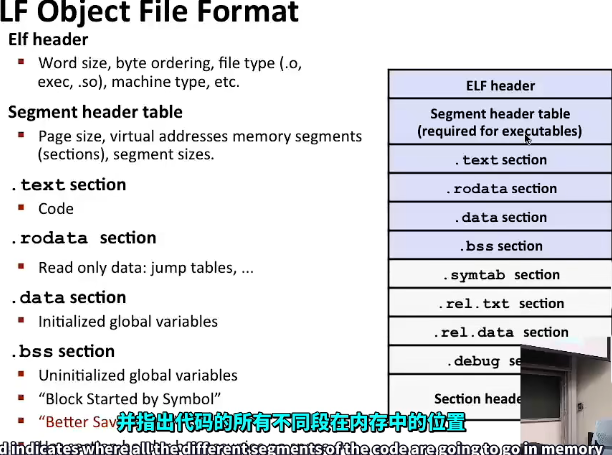 LF Object File Format
Elf header
Word size, byte ordering, file type (.o,
exec, .so), machine type, etc.
Segment header table
Page size, virtual addresses memory segments
(sections), segment sizes.
.text section
Code
.rodata section
Read only data: jump tables, ...
.data section
Initialized global variables
.bss section
Uninitialized global variables
“Block Started by Symbol”
“Better Sav
ELF header
Segment header table
(required for executables)
.text section
.rodata section
.data section
.bss section
.symtab section
.rel.txt section
.rel.data section
.debug se
Section heade
并指出代码的所有不同段在内存中的位置
d indicates where all the different segments of the code are going to go in memory